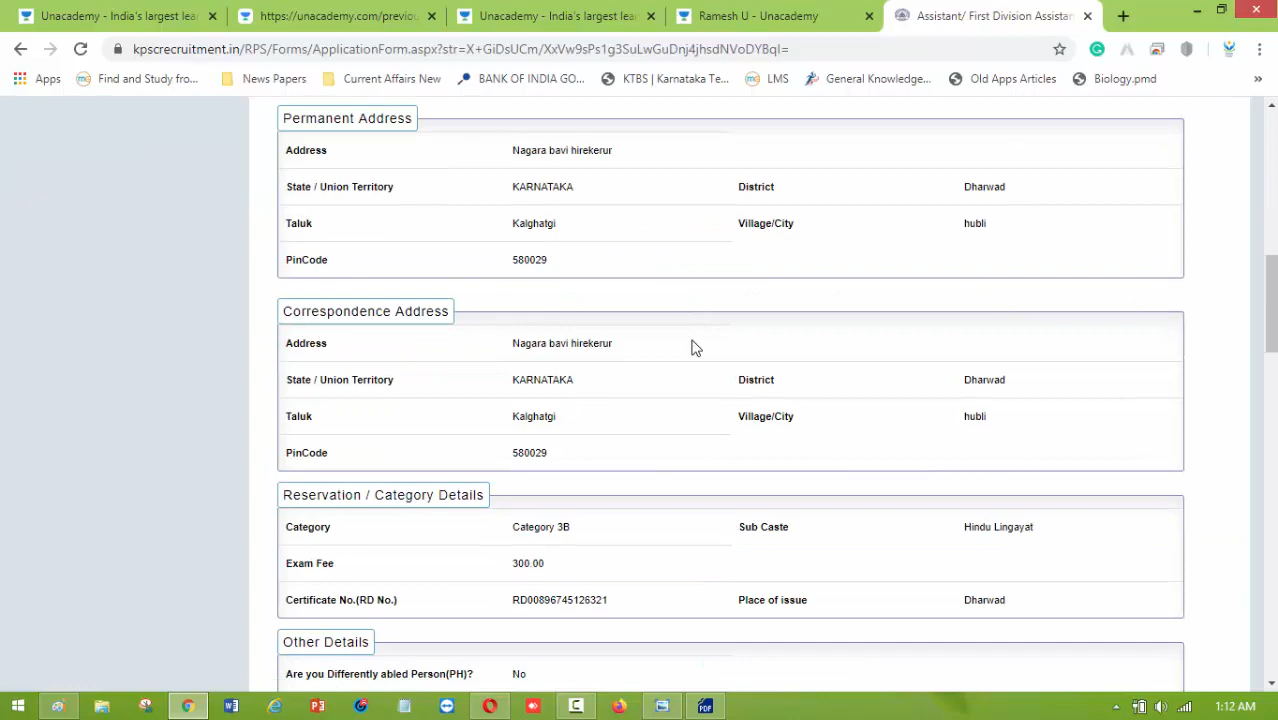 Unacademy - India's largest lear
https://unacademy.com/previou
Unacademy - India's largest lear
Ramesh U - Unacademy
Assistant/ First Division Assistan
kpscrecruitment.in/RPS/Forms/ApplicationForm.aspx?str=X+GiDsUCm/XxVw9sPs1g3SuLwGuDnj4jhsdNVoDYBqI=
Apps
Find and Study fro...
News Papers
Current Affairs New
BANK OF INDIA GO...
KTBS | Karnataka Te...
LMS
General Knowledge...
Old Apps Articles
Biology.pmd
»
Permanent Address
Address Nagara bavi hirekerur
State / Union Territory KARNATAKA District Dharwad
Taluk Kalghatgi Village/City hubli
PinCode 580029
Correspondence Address
Address Nagara bavi hirekerur
State / Union Territory KARNATAKA District Dharwad
Taluk Kalghatgi Village/City hubli
PinCode 580029
Reservation / Category Details
Category Category 3B Sub Caste Hindu Lingayat
Exam Fee 300.00
Certificate No.(RD No.) RD00896745126321 Place of issue Dharwad
Other Details
Are you Differently abled Person(PH)? No
PDF
1:12 AM